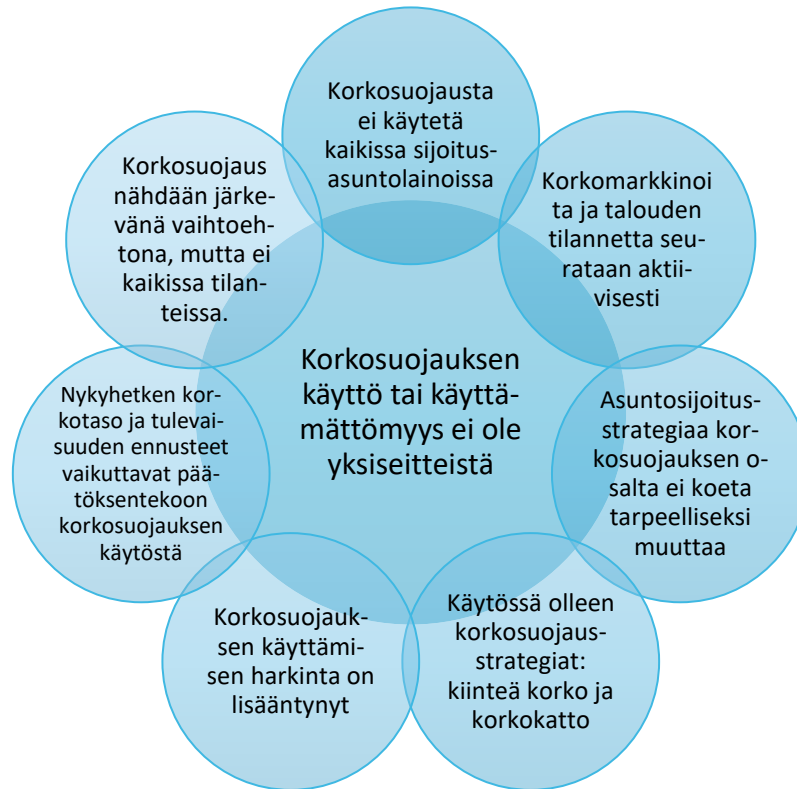 Korkosuojausta
ei käytetä
kaikissa sijoitus-
asuntolainoissa
Korkomarkkinoi
ta ja talouden
tilannetta seu-
rataan aktii-
visesti
Asuntosijoitus-
strategiaa kor-
kosuojauksen o-
salta ei koeta
tarpeelliseksi
muuttaa
Käytössä olleen
korkosuojaus-
strategiat:
kiinteä korko ja
korkokatto
Korkosuojauk-
sen käyttämi-
sen harkinta on
lisääntynyt
Nykyhetken kor-
kotaso ja tulevai-
suuden ennusteet
vaikuttavat pää-
töksentekoon
korkosuojauksen
käytöstä
Korkosuojaus
nähdään järke-
vänä vaihtoeh-
tona, mutta ei
kaikissa tilan-
teissa.
Korkosuojauksen
käyttö tai käyttä-
mättömyys ei ole
yksiseitteistä